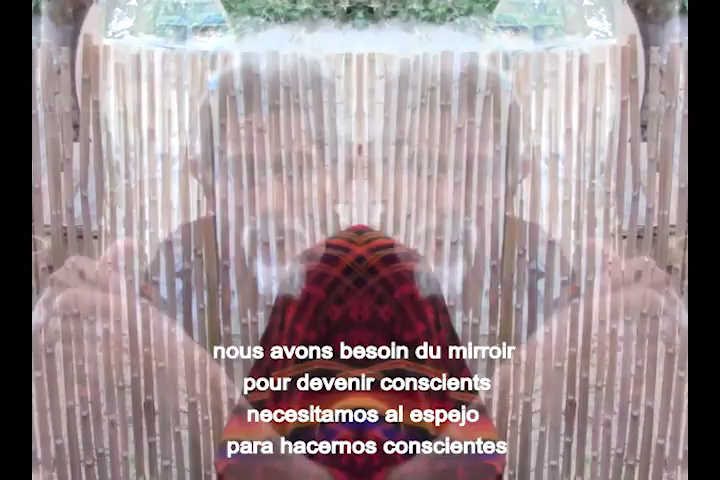 nous avons besoin du mirroir
pour devenir conscients
necesitamos al espejo
para hacernos conscientes